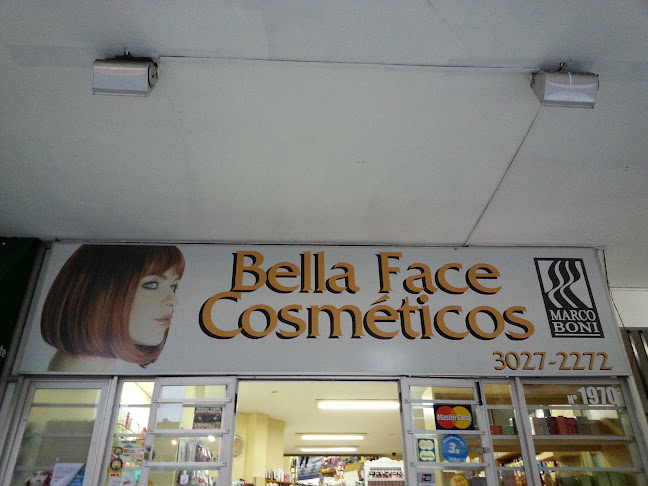 Bella Face
Cosméticos
MARCO
BONI
3027-2272
Nº 1970
MasterCard